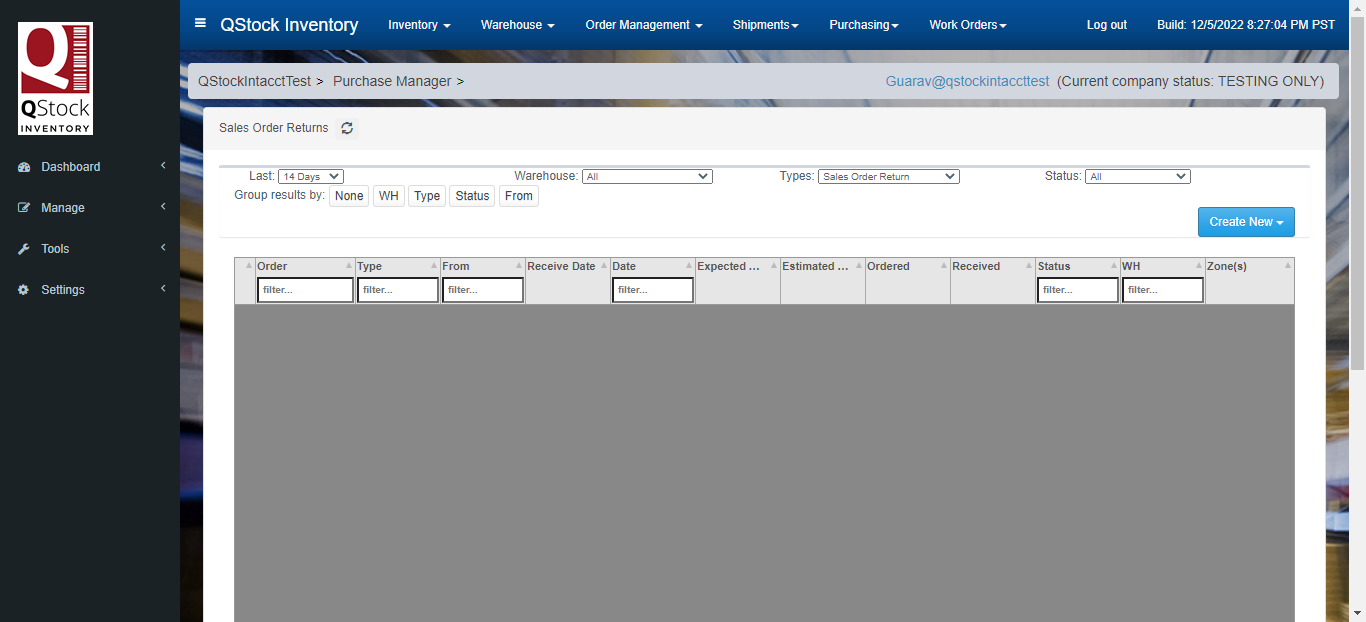 QStock
INVENTORY
Dashboard
Manage
Tools
Settings
QStock Inventory Inventory Warehouse Order Management Shipments Purchasing Work Orders Log out Build: 12/5/2022 8:27:04 PM PST
QStockIntacctTest > Purchase Manager > Guarav@qstockintaccttest (Current company status: TESTING ONLY)
Sales Order Returns
Last: 14 Days Warehouse: All Types: Sales Order Return Status: All
Group results by: None WH Type Status From
Create New
Order Type From Receive Date Date Expected ... Estimated ... Ordered Received Status WH Zone(s)
filter... filter... filter... filter... filter... filter...